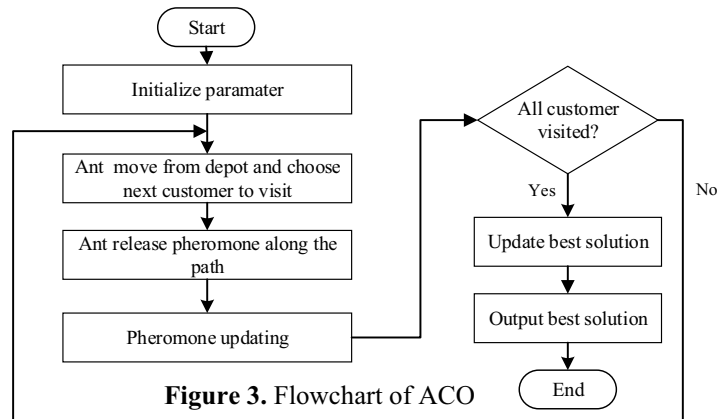 Start
Initialize paramater
Ant move from depot and choose
next customer to visit
Ant release pheromone along the
path
Pheromone updating
All customer
visited?
Yes
No
Update best solution
Output best solution
End
Figure 3. Flowchart of ACO